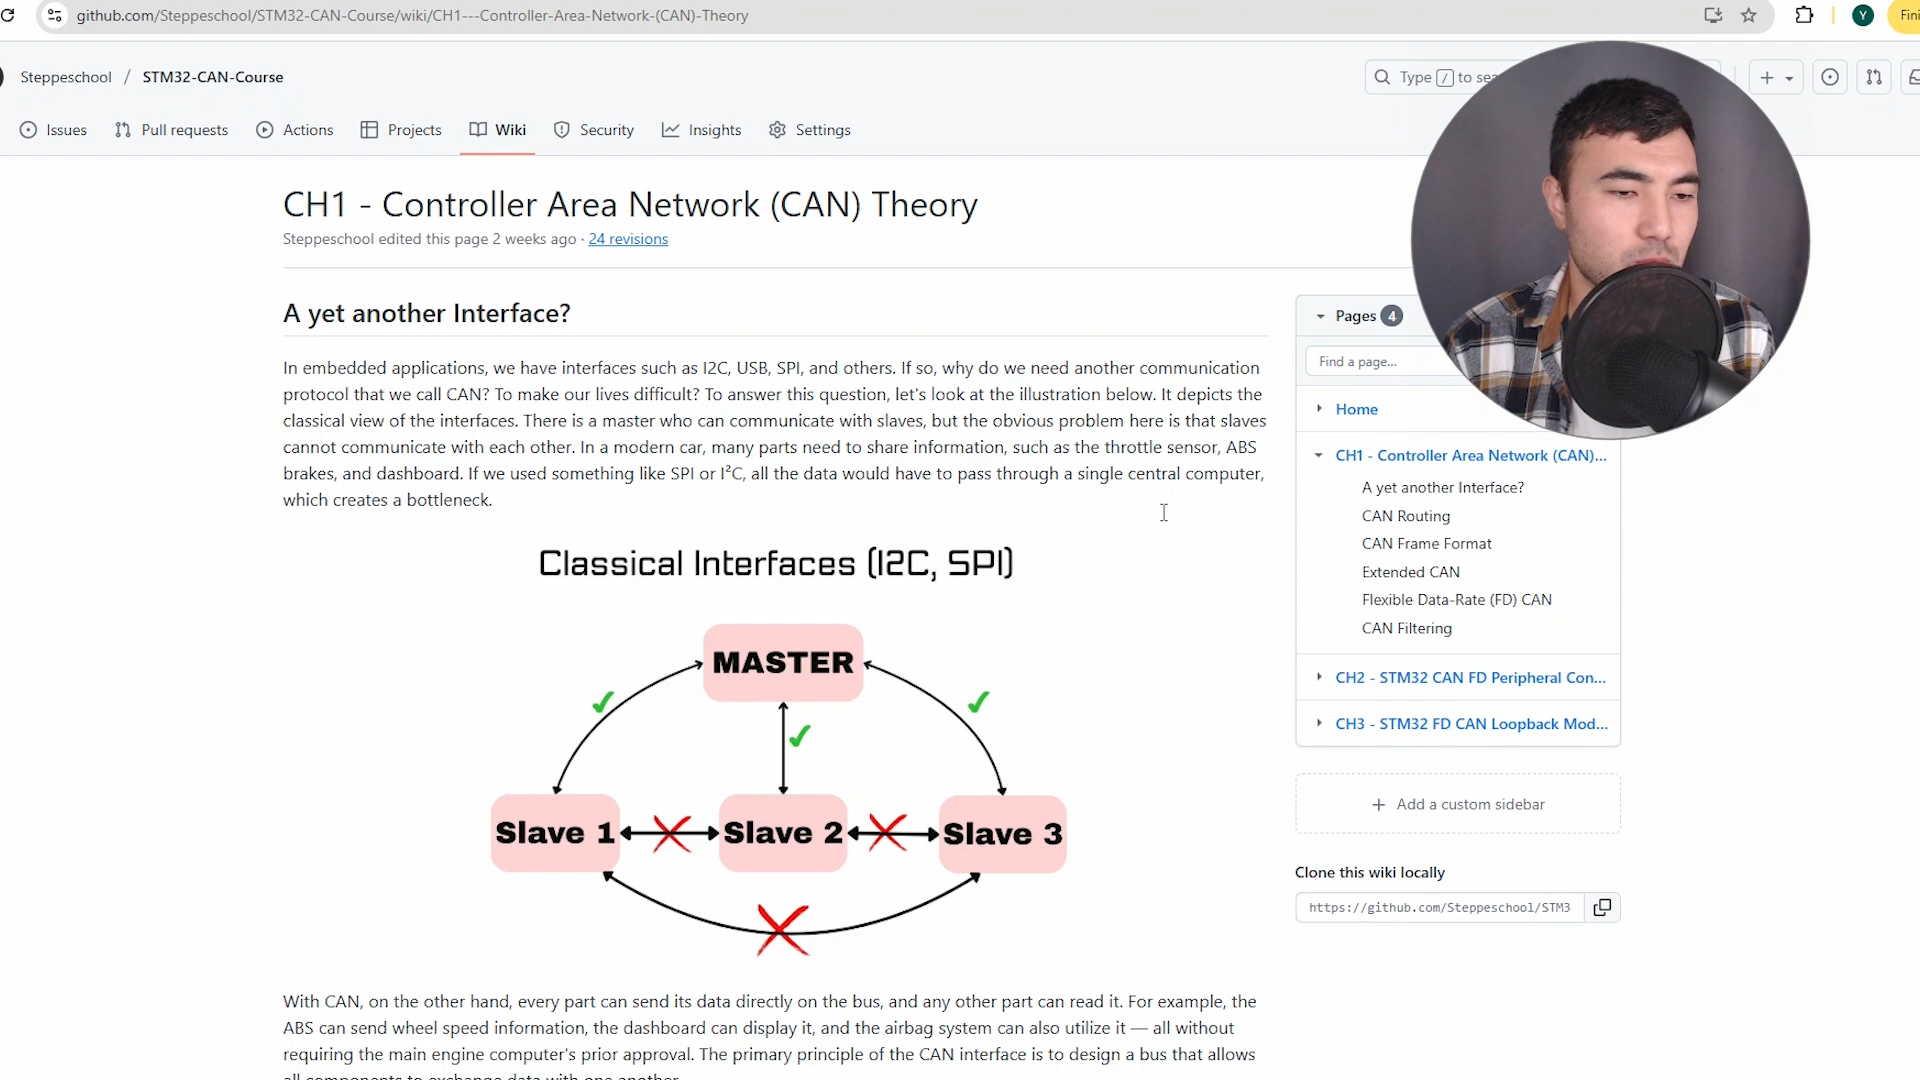 github.com/Steppeschool/STM32-CAN-Course/wiki/CH1---Controller-Area-Network-(CAN)-Theory
Y
Fini
Steppeschool / STM32-CAN-Course
Type / to sea
Issues
Pull requests
Actions
Projects
Wiki
Security
Insights
Settings
CH1 - Controller Area Network (CAN) Theory
Steppeschool edited this page 2 weeks ago · 24 revisions
A yet another Interface?
In embedded applications, we have interfaces such as I2C, USB, SPI, and others. If so, why do we need another communication
protocol that we call CAN? To make our lives difficult? To answer this question, let's look at the illustration below. It depicts the
classical view of the interfaces. There is a master who can communicate with slaves, but the obvious problem here is that slaves
cannot communicate with each other. In a modern car, many parts need to share information, such as the throttle sensor, ABS
brakes, and dashboard. If we used something like SPI or I²C, all the data would have to pass through a single central computer,
which creates a bottleneck.
Classical Interfaces (I2C, SPI)
MASTER
Slave 1
Slave 2
Slave 3
With CAN, on the other hand, every part can send its data directly on the bus, and any other part can read it. For example, the
ABS can send wheel speed information, the dashboard can display it, and the airbag system can also utilize it — all without
requiring the main engine computer's prior approval. The primary principle of the CAN interface is to design a bus that allows
all components to exchange data with one another.
Pages 4
Find a page...
Home
CH1 - Controller Area Network (CAN)...
A yet another Interface?
CAN Routing
CAN Frame Format
Extended CAN
Flexible Data-Rate (FD) CAN
CAN Filtering
CH2 - STM32 CAN FD Peripheral Con...
CH3 - STM32 FD CAN Loopback Mod...
Add a custom sidebar
Clone this wiki locally
https://github.com/Steppeschool/STM3